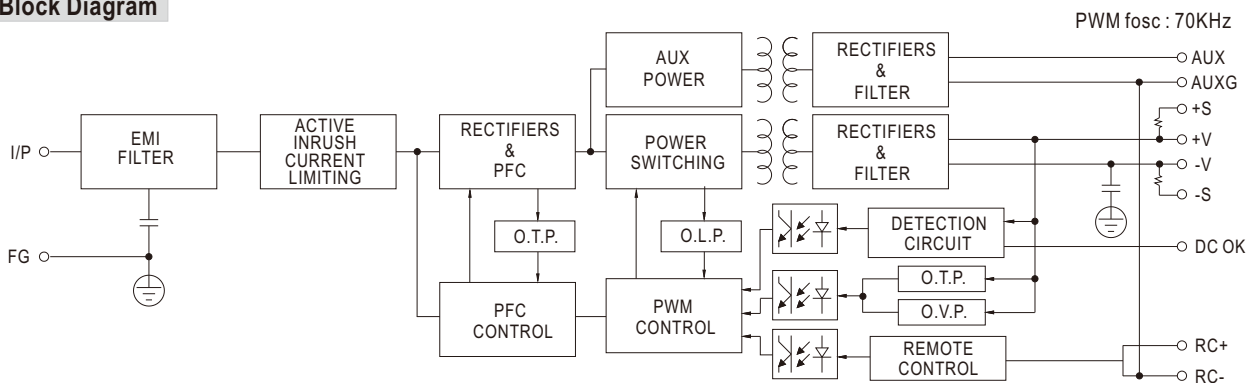 Block Diagram
PWM fosc : 70KHz
I/P
FG
EMI
FILTER
ACTIVE
INRUSH
CURRENT
LIMITING
RECTIFIERS
&
PFC
O.T.P.
PFC
CONTROL
AUX
POWER
POWER
SWITCHING
O.L.P.
PWM
CONTROL
RECTIFIERS
&
FILTER
RECTIFIERS
&
FILTER
DETECTION
CIRCUIT
O.T.P.
O.V.P.
REMOTE
CONTROL
AUX
AUXG
+S
+V
-V
-S
DC OK
RC+
RC-